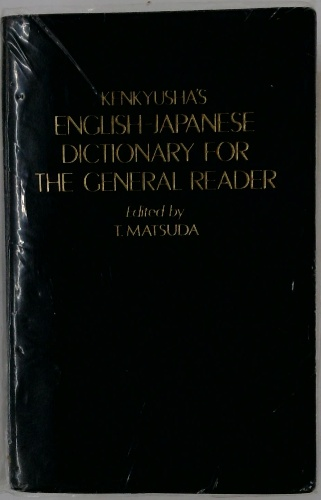 KENKYUSHA'S
ENGLISH-JAPANESE
DICTIONARY FOR
THE GENERAL READER
Edited by
T. MATSUDA